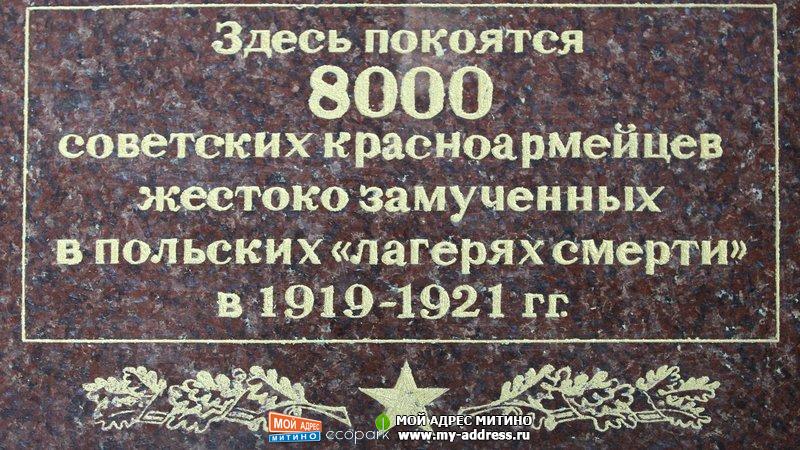 Здесь покоятся
8000
советских красноармейцев
жестоко замученных
в польских «лагерях смерти»
в 1919-1921 гг.
МОЙ АДРЕС
МИТИНО
ecopark
МОЙ АДРЕС МИТИНО
www.my-address.ru